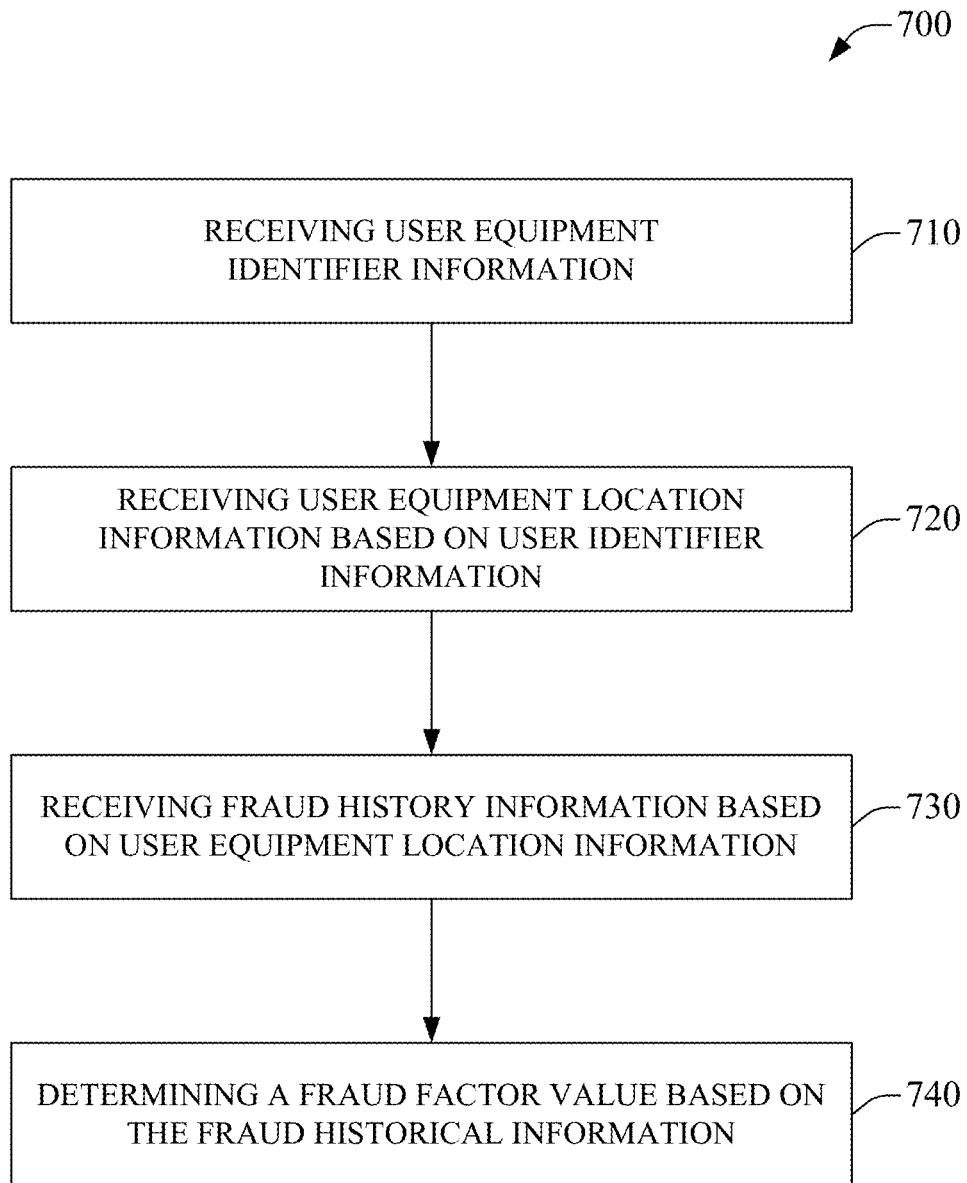 700
RECEIVING USER EQUIPMENT
IDENTIFIER INFORMATION
710
RECEIVING USER EQUIPMENT LOCATION
INFORMATION BASED ON USER IDENTIFIER
INFORMATION
720
RECEIVING FRAUD HISTORY INFORMATION BASED
ON USER EQUIPMENT LOCATION INFORMATION
730
DETERMINING A FRAUD FACTOR VALUE BASED ON
THE FRAUD HISTORICAL INFORMATION
740